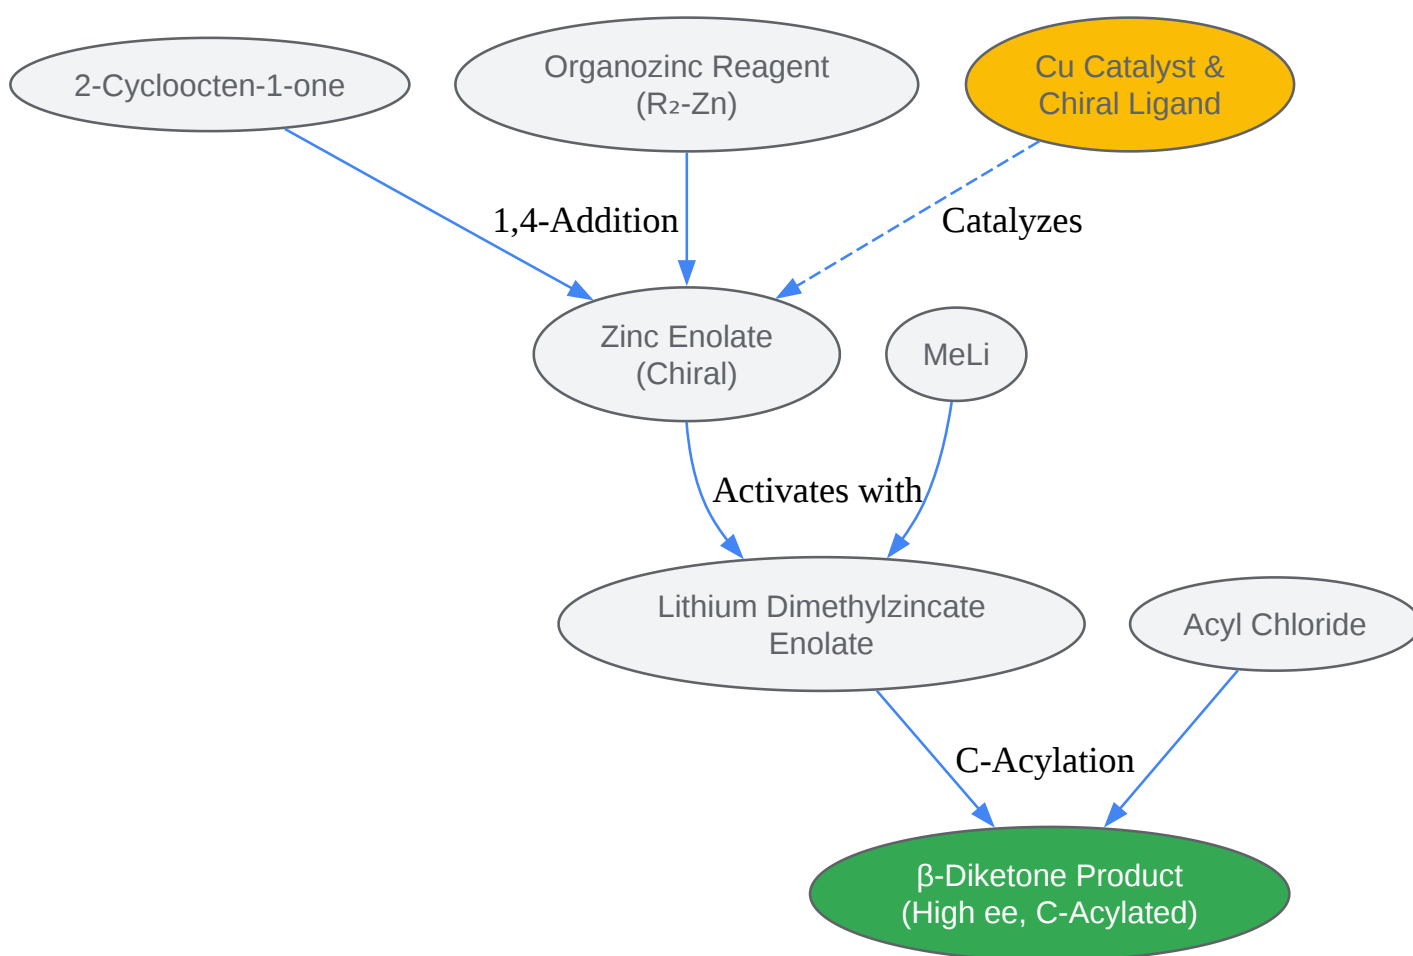 2-Cycloocten-1-one
Organozinc Reagent
(R₂-Zn)
Cu Catalyst &
Chiral Ligand
1,4-Addition
Catalyzes
Zinc Enolate
(Chiral)
MeLi
Activates with
Lithium Dimethylzincate
Enolate
Acyl Chloride
C-Acylation
β-Diketone Product
(High ee, C-Acylated)